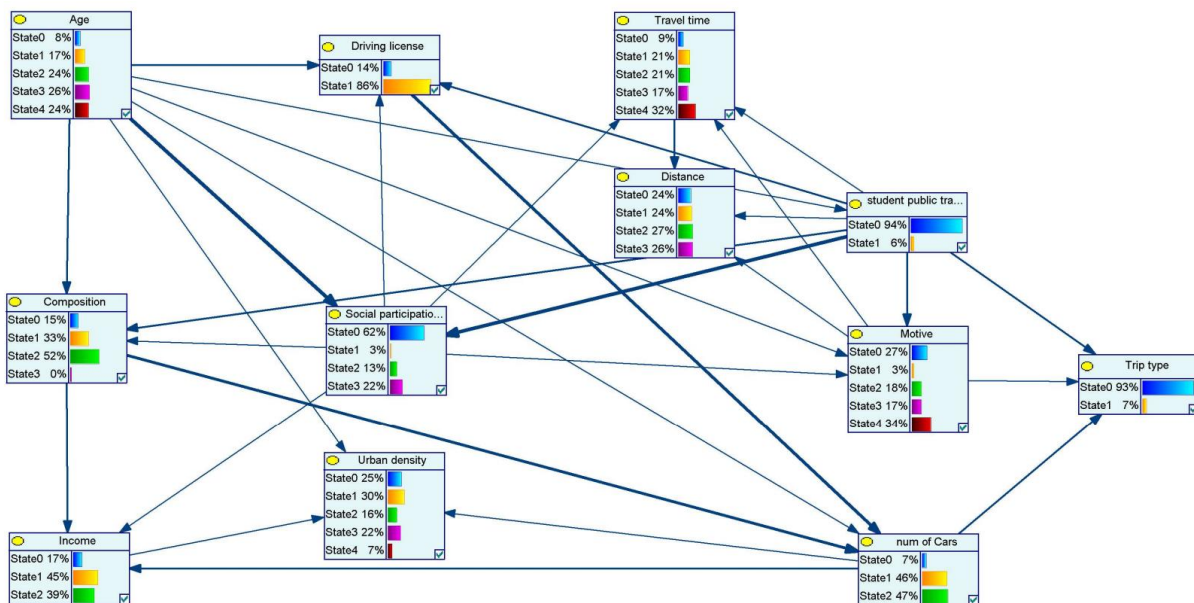 Age
State0 8%
State1 17%
State2 24%
State3 26%
State4 24%
Driving license
State0 14%
State1 86%
Travel time
State0 9%
State1 21%
State2 21%
State3 17%
State4 32%
Distance
State0 24%
State1 24%
State2 27%
State3 26%
student public tra...
State0 94%
State1 6%
Composition
State0 15%
State1 33%
State2 52%
State3 0%
Social participatio...
State0 62%
State1 3%
State2 13%
State3 22%
Motive
State0 27%
State1 3%
State2 18%
State3 17%
State4 34%
Trip type
State0 93%
State1 7%
Urban density
State0 25%
State1 30%
State2 16%
State3 22%
State4 7%
Income
State0 17%
State1 45%
State2 39%
num of Cars
State0 7%
State1 46%
State2 47%